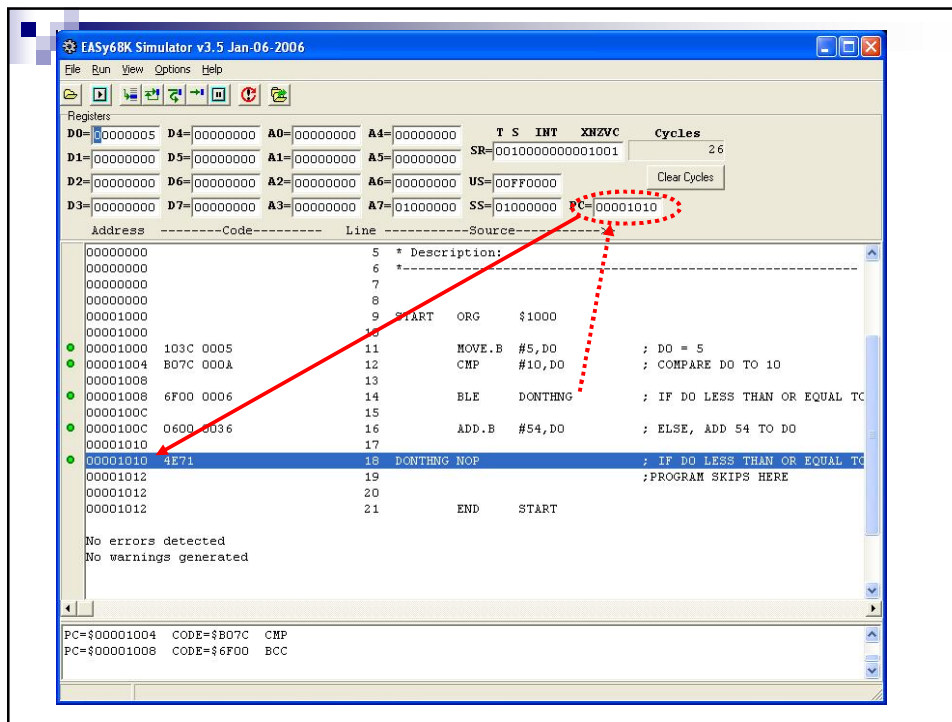 EASy68K Simulator v3.5 Jan-06-2006
File Run View Options Help
Registers
D0= 00000005 D4= 00000000 A0= 00000000 A4= 00000000 T S INT XNZVC Cycles
SR= 0010000000001001 26
D1= 00000000 D5= 00000000 A1= 00000000 A5= 00000000
D2= 00000000 D6= 00000000 A2= 00000000 A6= 00000000 US= 00FF0000 Clear Cycles
D3= 00000000 D7= 00000000 A3= 00000000 A7= 01000000 SS= 01000000 PC= 00001010
Address --------Code-------- Line -----------Source----------->
00000000 5 * Description:
00000000 6 *-----------------------------------------------------------
00000000 7
00000000 8
00001000 9 START ORG $1000
00001000 10
00001000 103C 0005 11 MOVE.B #5,D0 ; D0 = 5
00001004 B07C 000A 12 CMP #10,D0 ; COMPARE D0 TO 10
00001008 13
00001008 6F00 0006 14 BLE DONTHNG ; IF D0 LESS THAN OR EQUAL TO
0000100C 15
0000100C 0600 0036 16 ADD.B #54,D0 ; ELSE, ADD 54 TO D0
00001010 17
00001010 4E71 18 DONTHNG NOP ; IF D0 LESS THAN OR EQUAL TO
00001012 19 ;PROGRAM SKIPS HERE
00001012 20
00001012 21 END START
No errors detected
No warnings generated
PC=$00001004 CODE=$B07C CMP
PC=$00001008 CODE=$6F00 BCC